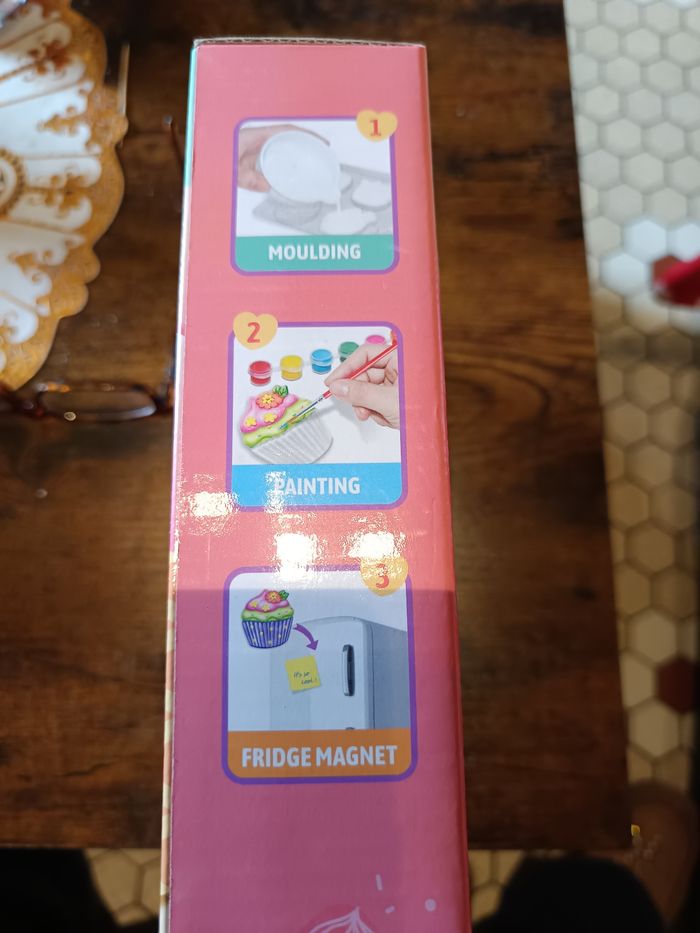 1
MOULDING
2
PAINTING
3
It's so
cool!
FRIDGE MAGNET